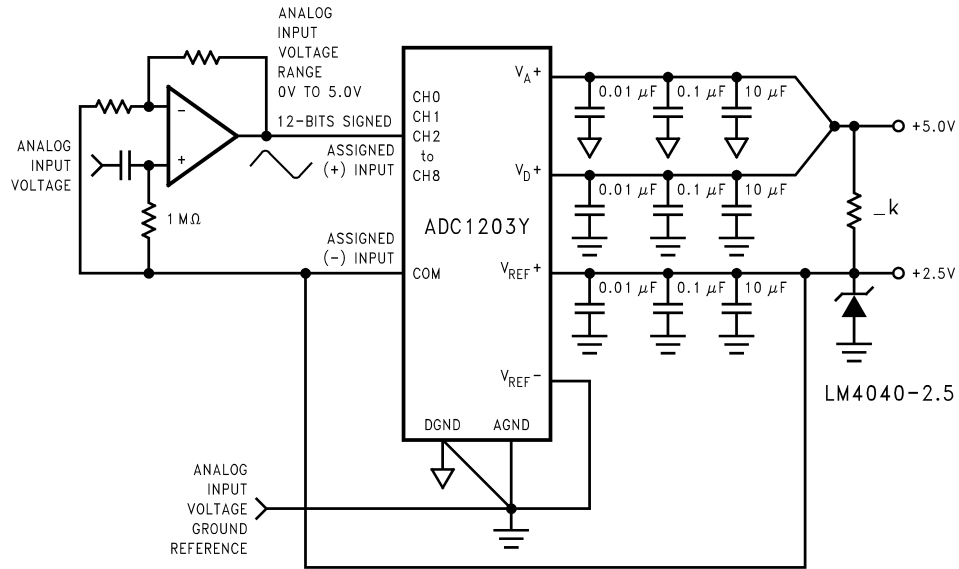 ANALOG
INPUT
VOLTAGE
RANGE
0V TO 5.0V
12-BITS SIGNED
ASSIGNED
(+) INPUT
ANALOG
INPUT
VOLTAGE
−
+
1 MΩ
ASSIGNED
(−) INPUT
CH0
CH1
CH2
to
CH8
COM
ADC1203Y
VA+
VD+
VREF+
VREF−
DGND
AGND
0.01 μF
0.1 μF
10 μF
0.01 μF
0.1 μF
10 μF
0.01 μF
0.1 μF
10 μF
+5.0V
_k
+2.5V
LM4040-2.5
ANALOG
INPUT
VOLTAGE
GROUND
REFERENCE